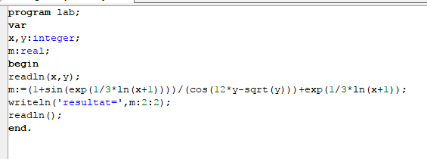 program lab;
var
x,y:integer;
m:real;
begin
readln(x,y);
m:=(1+sin(exp(1/3*ln(x+1))))/(cos(12*y-sqrt(y)))+exp(1/3*ln(x+1));
writeln('resultat=',m:2:2);
readln();
end.